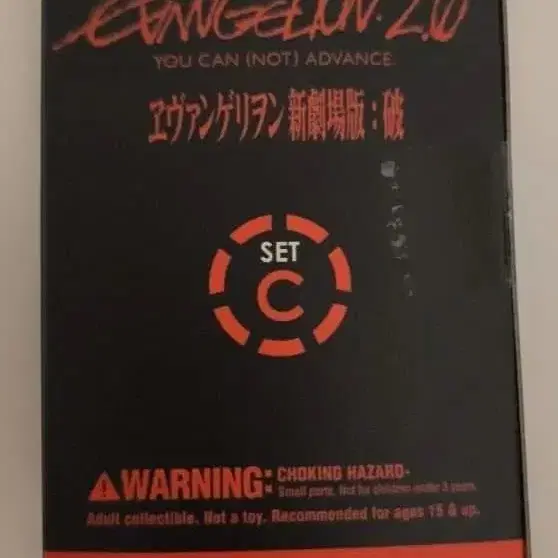 EVANGELION: 2.0
YOU CAN (NOT) ADVANCE.
ヱヴァンゲリヲン新劇場版：破
SET
C
WARNING: CHOKING HAZARD-
Small parts. Not for children under 3 years.
Adult collectible. Not a toy. Recommended for ages 15 & up.